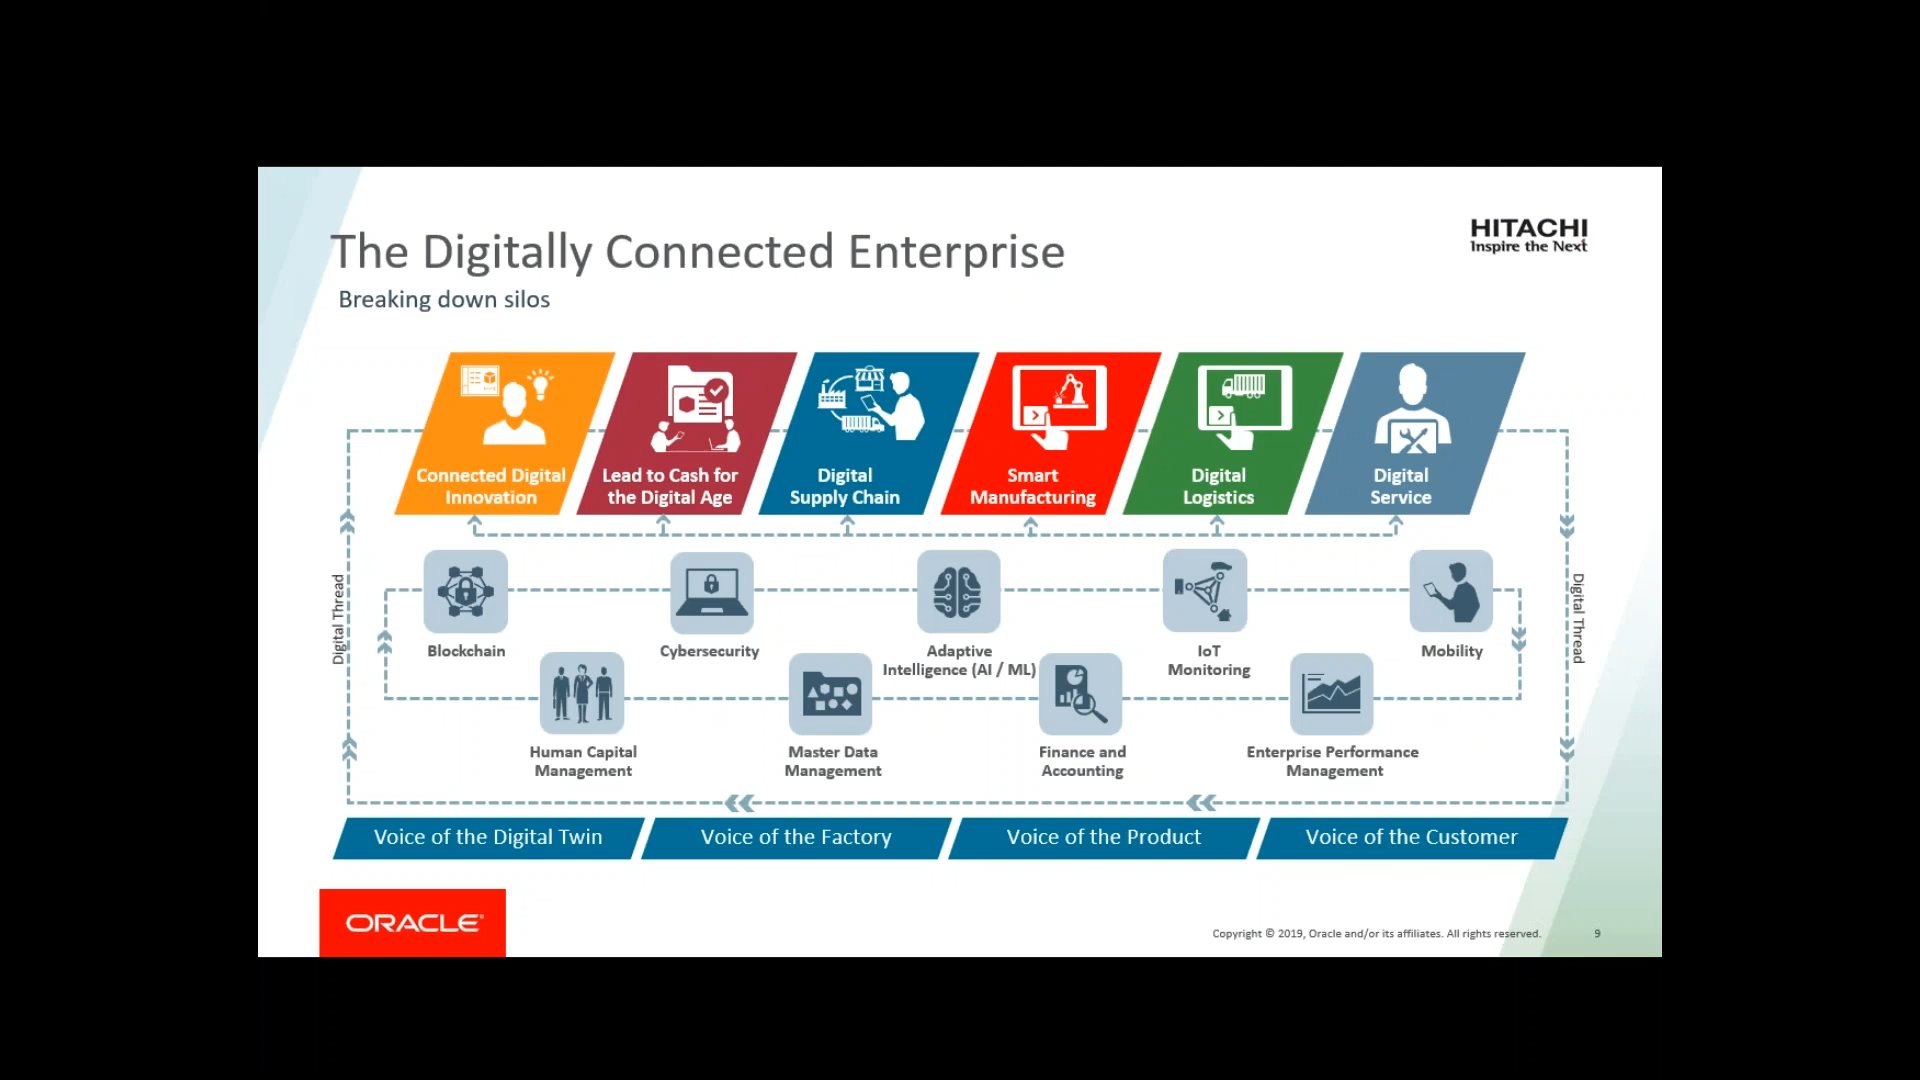 The Digitally Connected Enterprise
HITACHI
Inspire the Next
Breaking down silos
Connected Digital
Innovation
Lead to Cash for
the Digital Age
Digital
Supply Chain
Smart
Manufacturing
Digital
Logistics
Digital
Service
Digital Thread
Digital Thread
Blockchain
Cybersecurity
Adaptive
Intelligence (AI / ML)
IoT
Monitoring
Mobility
Human Capital
Management
Master Data
Management
Finance and
Accounting
Enterprise Performance
Management
Voice of the Digital Twin
Voice of the Factory
Voice of the Product
Voice of the Customer
ORACLE®
Copyright © 2019, Oracle and/or its affiliates. All rights reserved.
9